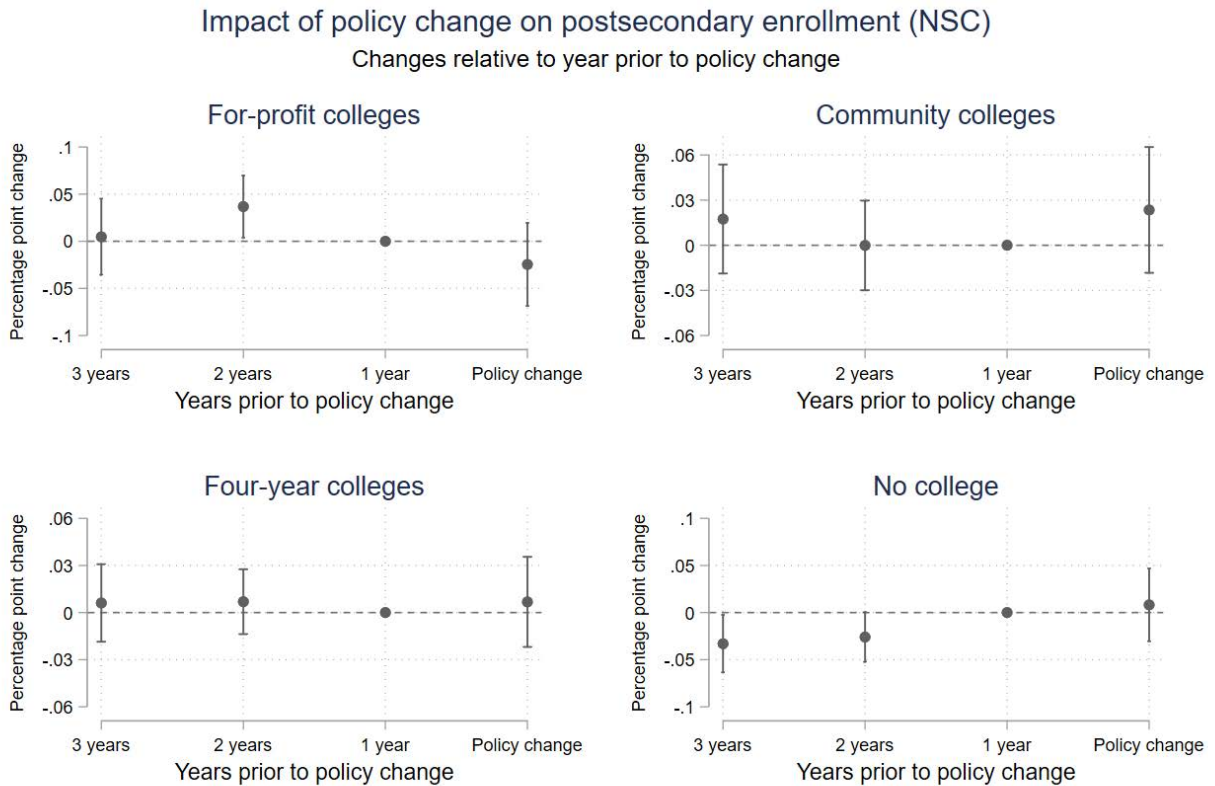 Impact of policy change on postsecondary enrollment (NSC)
Changes relative to year prior to policy change
For-profit colleges
Percentage point change
.1
.05
0
-.05
-.1
3 years 2 years 1 year Policy change
Years prior to policy change
Community colleges
Percentage point change
.06
.03
0
-.03
-.06
3 years 2 years 1 year Policy change
Years prior to policy change
Four-year colleges
Percentage point change
.06
.03
0
-.03
-.06
3 years 2 years 1 year Policy change
Years prior to policy change
No college
Percentage point change
.1
.05
0
-.05
-.1
3 years 2 years 1 year Policy change
Years prior to policy change